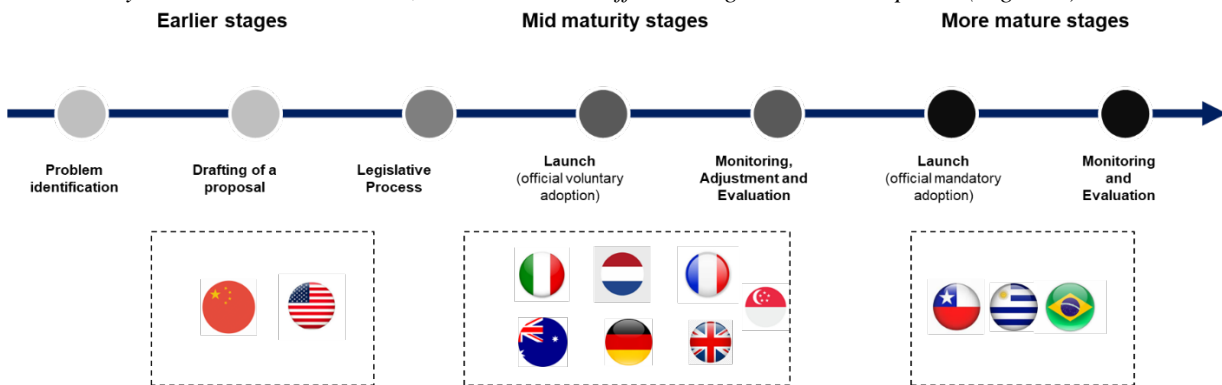 Earlier stages
Mid maturity stages
More mature stages
Problem
identification
Drafting of a
proposal
Legislative
Process
Launch
(official voluntary
adoption)
Monitoring,
Adjustment and
Evaluation
Launch
(official mandatory
adoption)
Monitoring
and
Evaluation